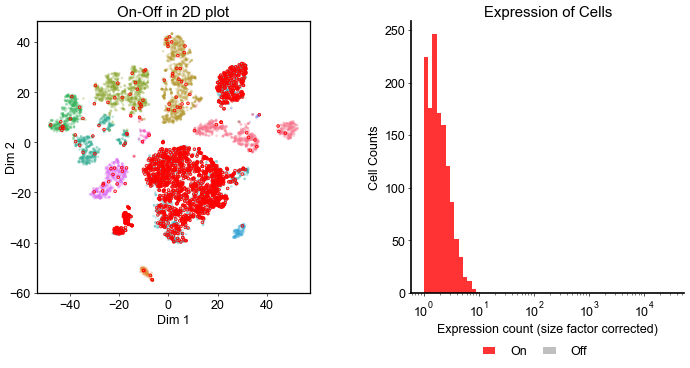 On-Off in 2D plot
Dim 2
40
20
0
−20
−40
−60
−40
−20
0
20
40
Dim 1
Expression of Cells
Cell Counts
250
200
150
100
50
0
10⁰
10¹
10²
10³
10⁴
Expression count (size factor corrected)
On
Off